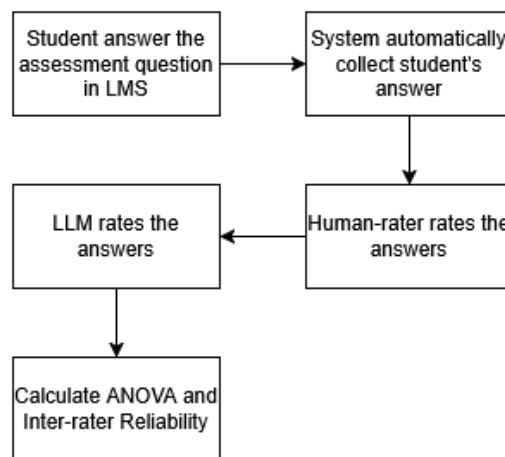 Student answer the
assessment question
in LMS
System automatically
collect student's
answer
Human-rater rates the
answers
LLM rates the
answers
Calculate ANOVA and
Inter-rater Reliability